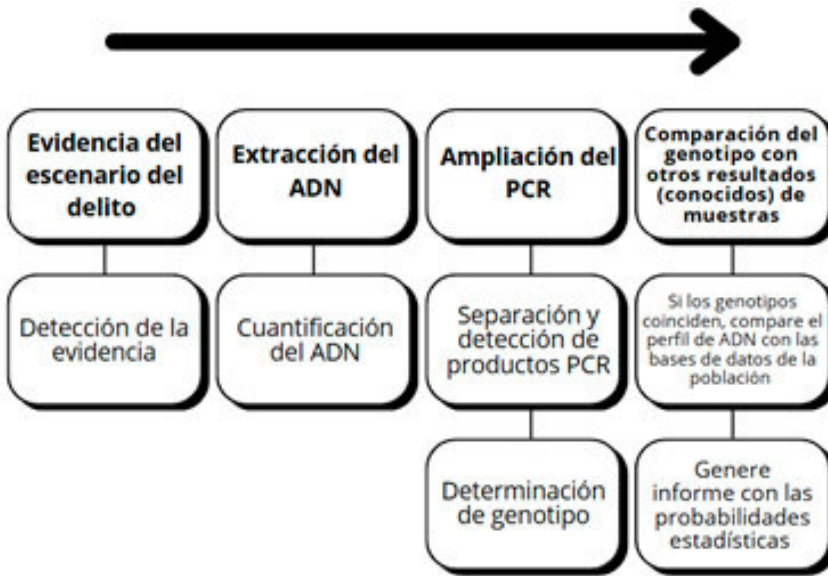 Evidencia del
escenario del
delito
Extracción del
ADN
Ampliación del
PCR
Comparación del
genotipo con
otros resultados
(conocidos) de
muestras
Detección de la
evidencia
Cuantificación
del ADN
Separación y
detección de
productos PCR
Si los genotipos
coinciden, compare el
perfil de ADN con las
bases de datos de la
población
Determinación
de genotipo
Genere
informe con las
probabilidades
estadísticas